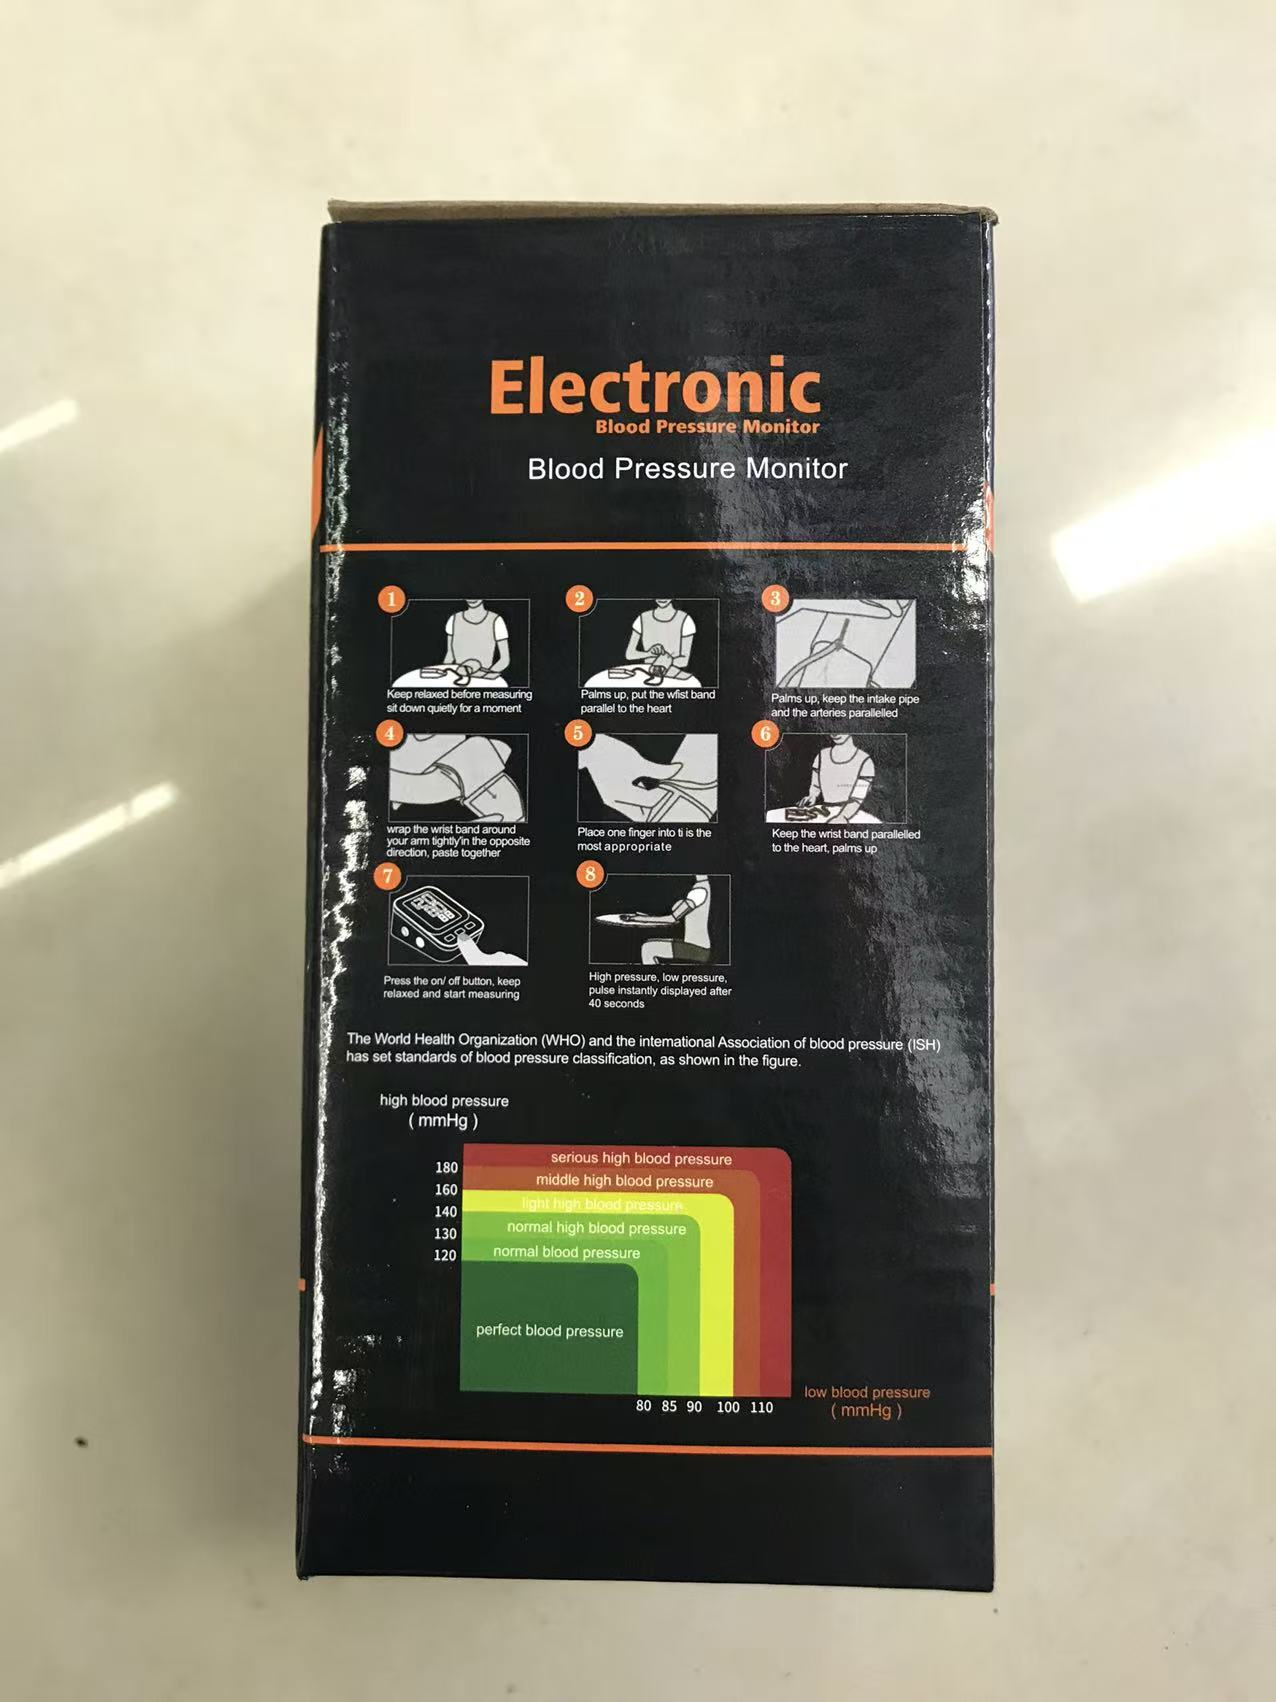 Electronic
Blood Pressure Monitor
Blood Pressure Monitor
1
Keep relaxed before measuring
sit down quietly for a moment
2
Palms up, put the wfist band
parallel to the heart
3
Palms up, keep the intake pipe
and the arteries parallelled
4
wrap the wrist band around
your arm tightly'in the opposite
direction, paste together
5
Place one finger into ti is the
most appropriate
6
Keep the wrist band parallelled
to the heart, palms up
7
Press the on/ off button, keep
relaxed and start measuring
8
High pressure, low pressure,
pulse instantly displayed after
40 seconds
The World Health Organization (WHO) and the intemational Association of blood pressure (ISH)
has set standards of blood pressure classification, as shown in the figure.
high blood pressure
( mmHg )
serious high blood pressure
180
middle high blood pressure
160
light high blood pressure
140
normal high blood pressure
130
normal blood pressure
120
perfect blood pressure
low blood pressure
( mmHg )
80 85 90 100 110